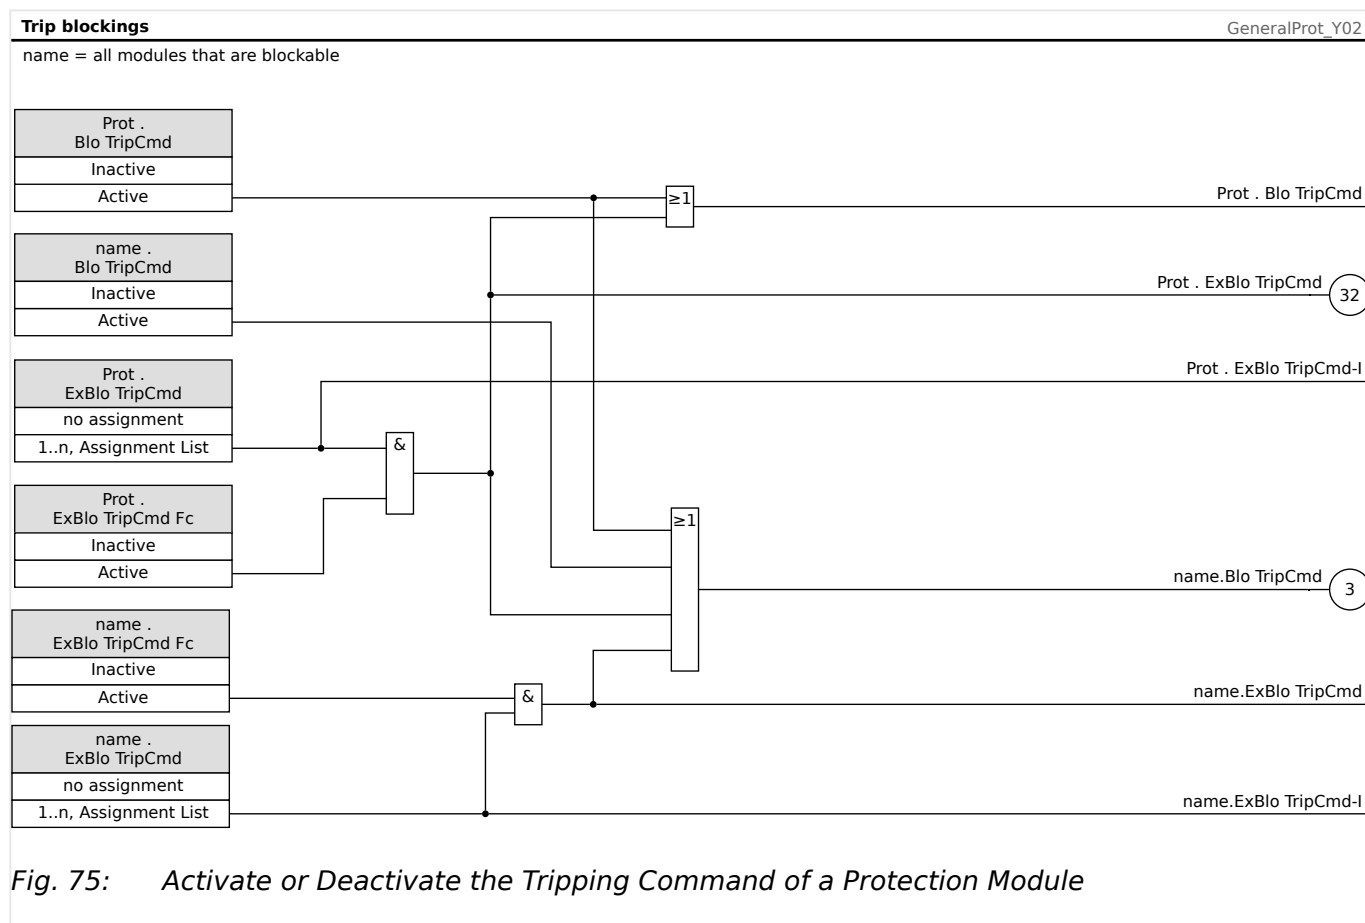 Trip blockings
GeneralProt_Y02
name = all modules that are blockable
Prot .
Blo TripCmd
Inactive
Active
≥1
Prot . Blo TripCmd
name .
Blo TripCmd
Inactive
Active
Prot . ExBlo TripCmd
32
Prot .
ExBlo TripCmd
no assignment
1..n, Assignment List
Prot . ExBlo TripCmd-I
&
Prot .
ExBlo TripCmd Fc
Inactive
Active
≥1
name.Blo TripCmd
3
name .
ExBlo TripCmd Fc
Inactive
Active
&
name.ExBlo TripCmd
name .
ExBlo TripCmd
no assignment
1..n, Assignment List
name.ExBlo TripCmd-I
Fig. 75: Activate or Deactivate the Tripping Command of a Protection Module